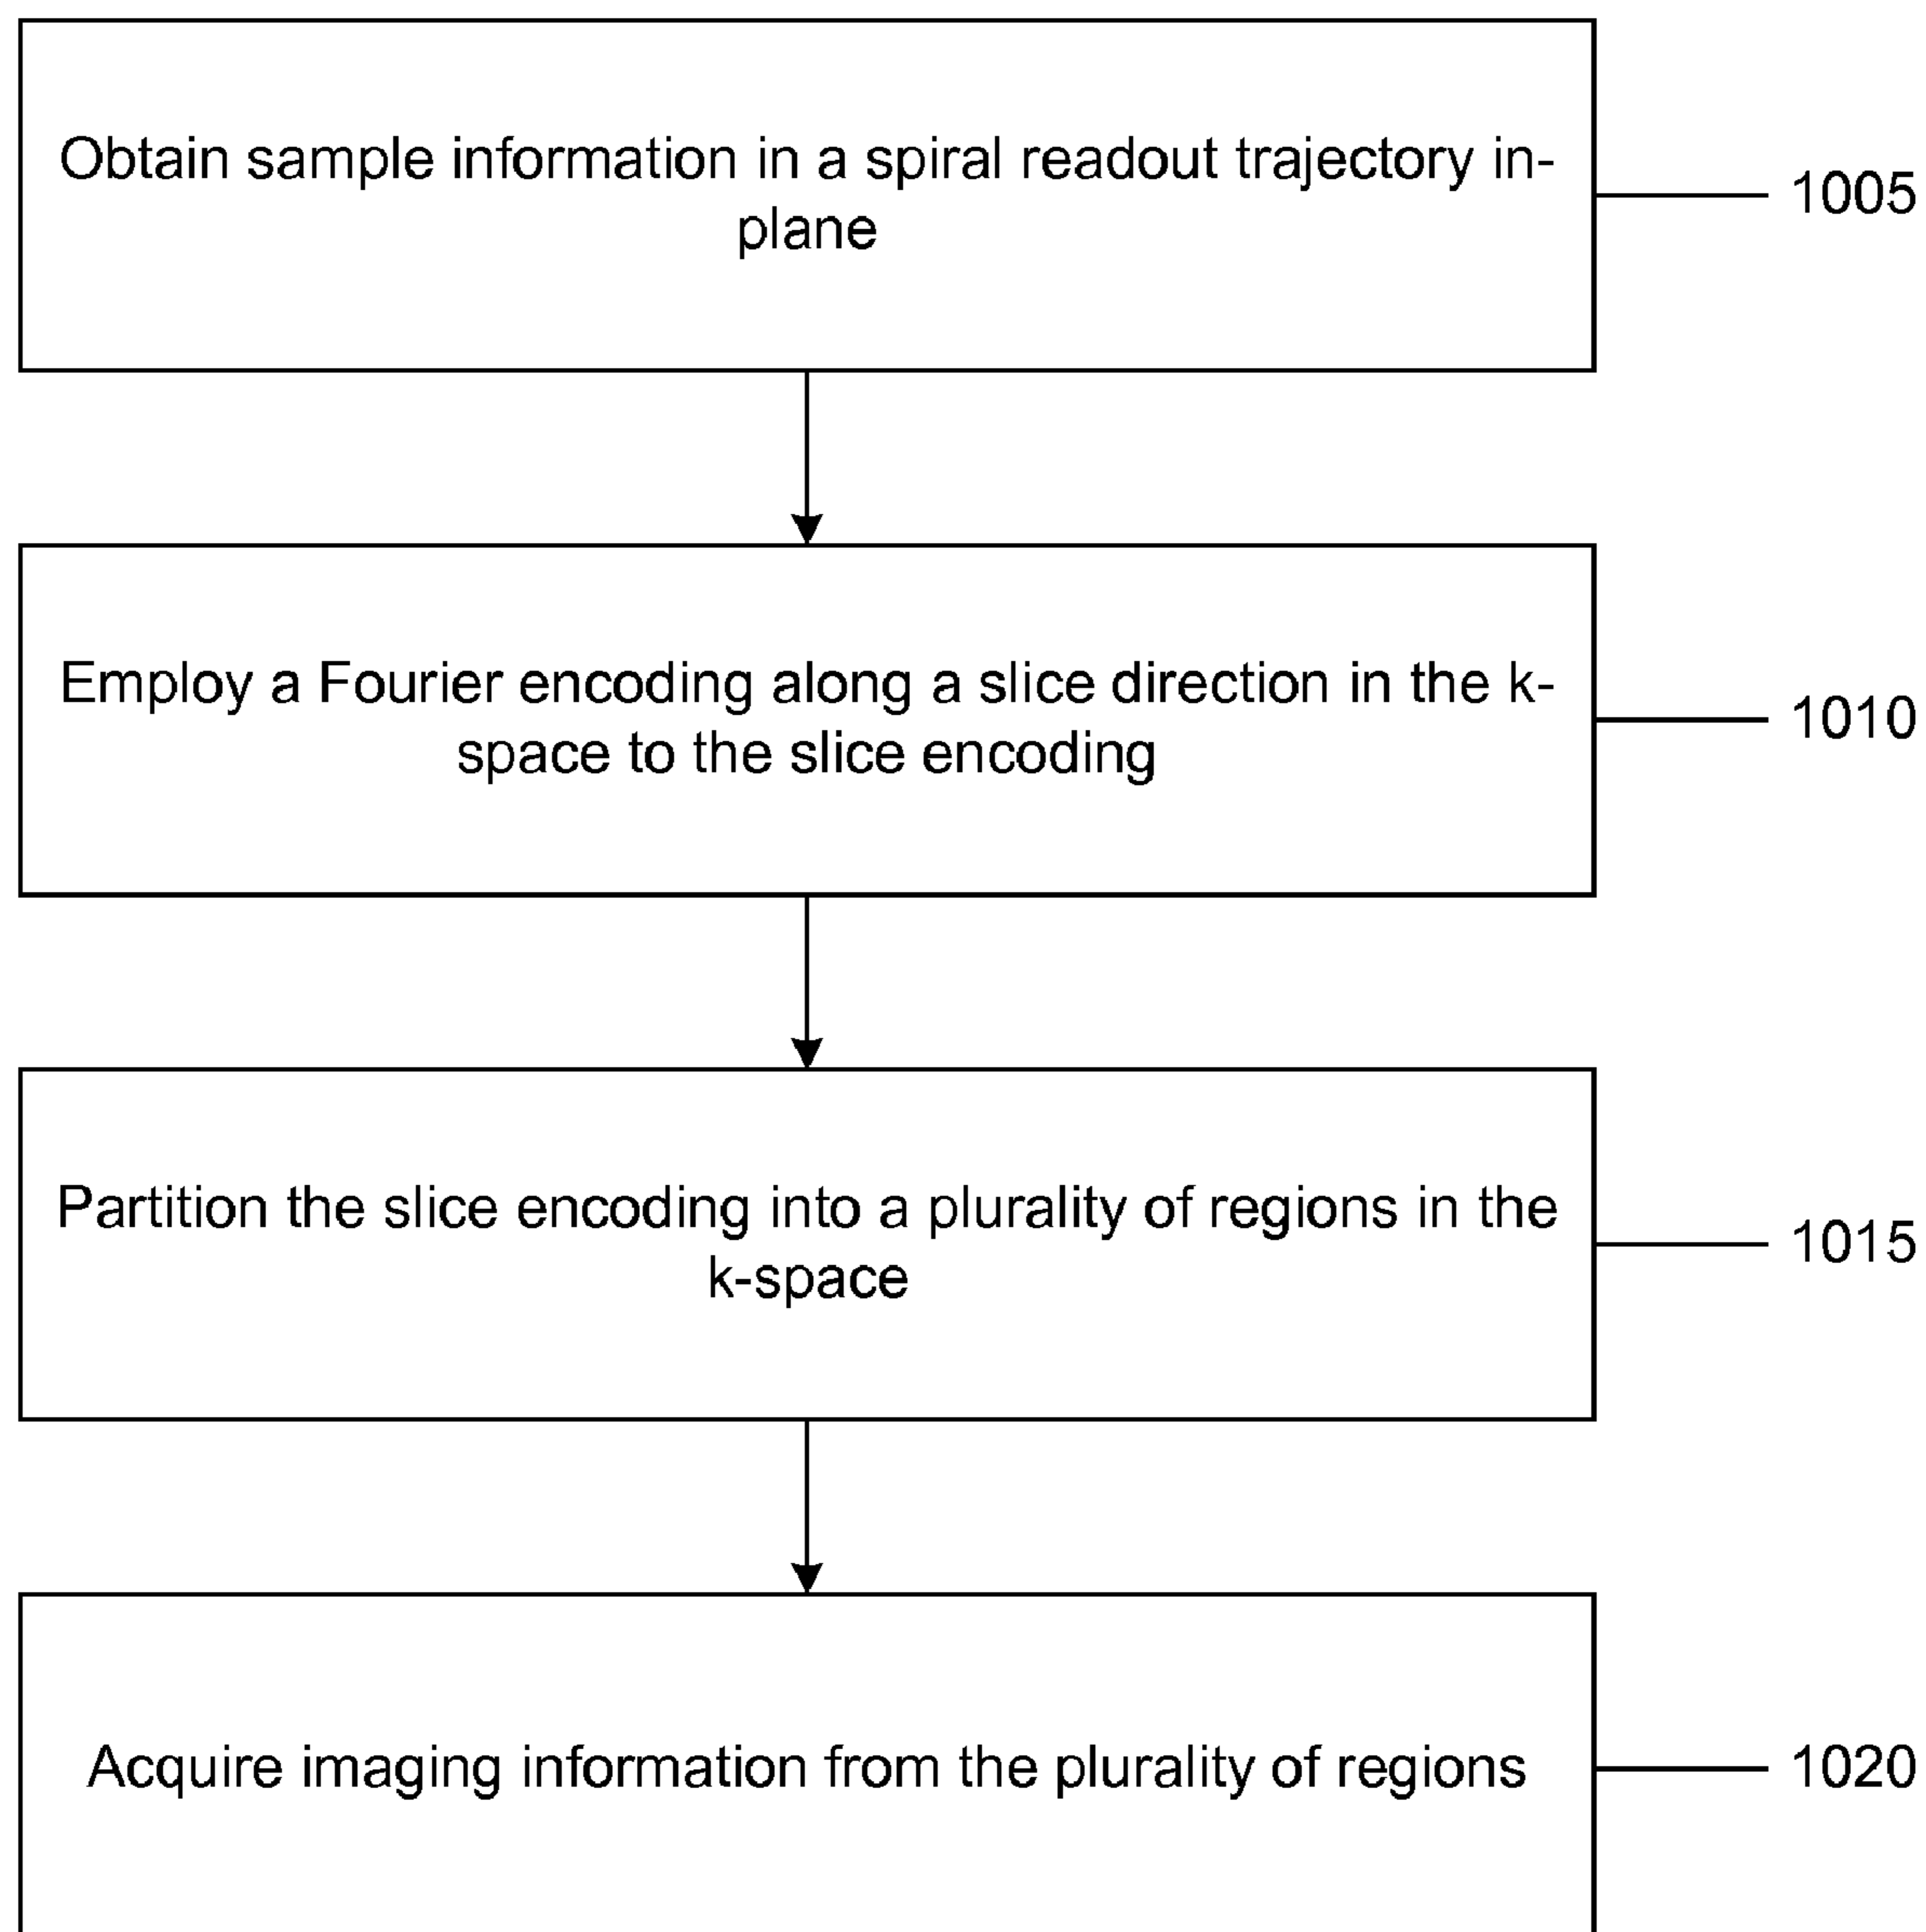 Obtain sample information in a spiral readout trajectory in-
plane
1005
Employ a Fourier encoding along a slice direction in the k-
space to the slice encoding
1010
Partition the slice encoding into a plurality of regions in the
k-space
1015
Acquire imaging information from the plurality of regions
1020